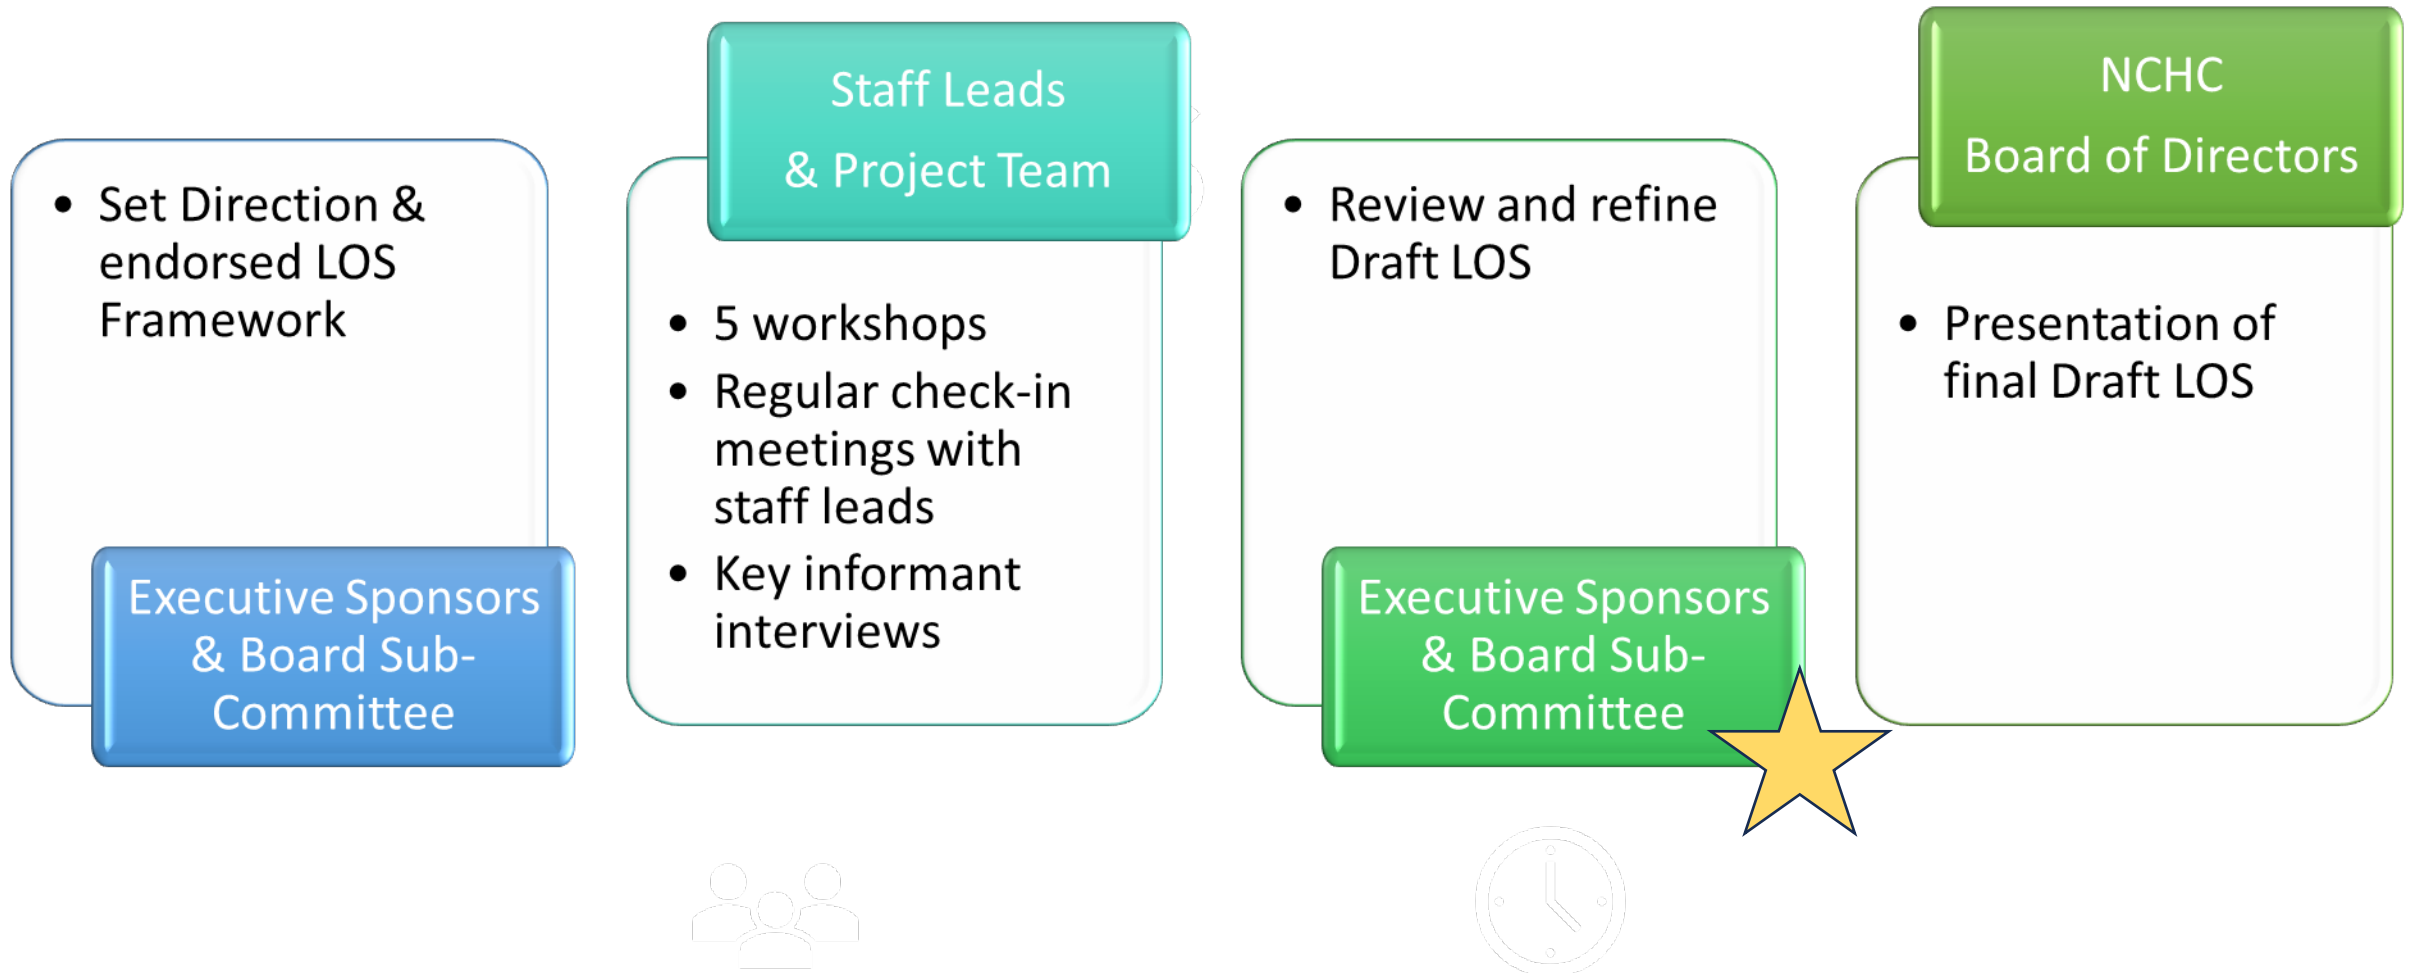 • Set Direction &
endorsed LOS
Framework
Executive Sponsors
& Board Sub-
Committee
Staff Leads
& Project Team
• 5 workshops
• Regular check-in
meetings with
staff leads
• Key informant
interviews
• Review and refine
Draft LOS
Executive Sponsors
& Board Sub-
Committee
NCHC
Board of Directors
• Presentation of
final Draft LOS